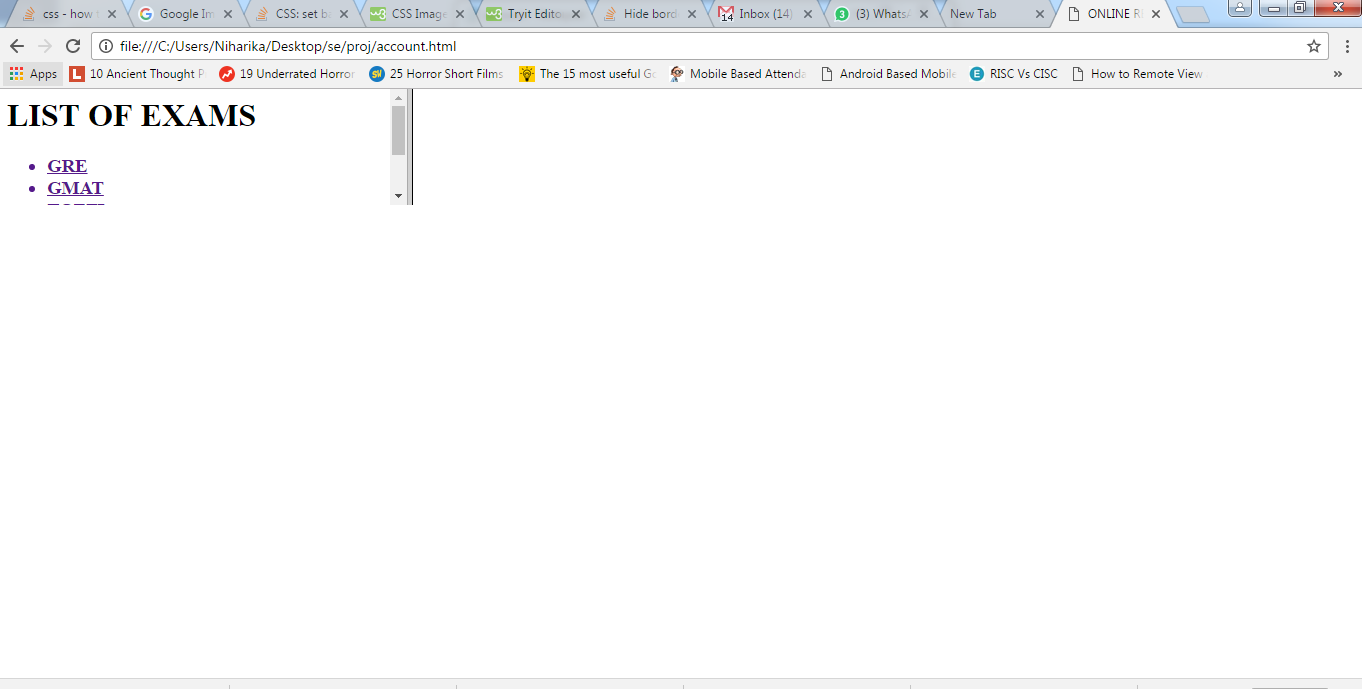 css - how
Google Im
CSS: set b
CSS Image
Tryit Edito
Hide bord
14
Inbox (14)
3
(3) Whats
New Tab
ONLINE R
file:///C:/Users/Niharika/Desktop/se/proj/account.html
Apps
L
10 Ancient Thought P
19 Underrated Horror
SW
25 Horror Short Films
The 15 most useful Go
Mobile Based Attenda
Android Based Mobile
E
RISC Vs CISC
How to Remote View
»
LIST OF EXAMS
• GRE
• GMAT